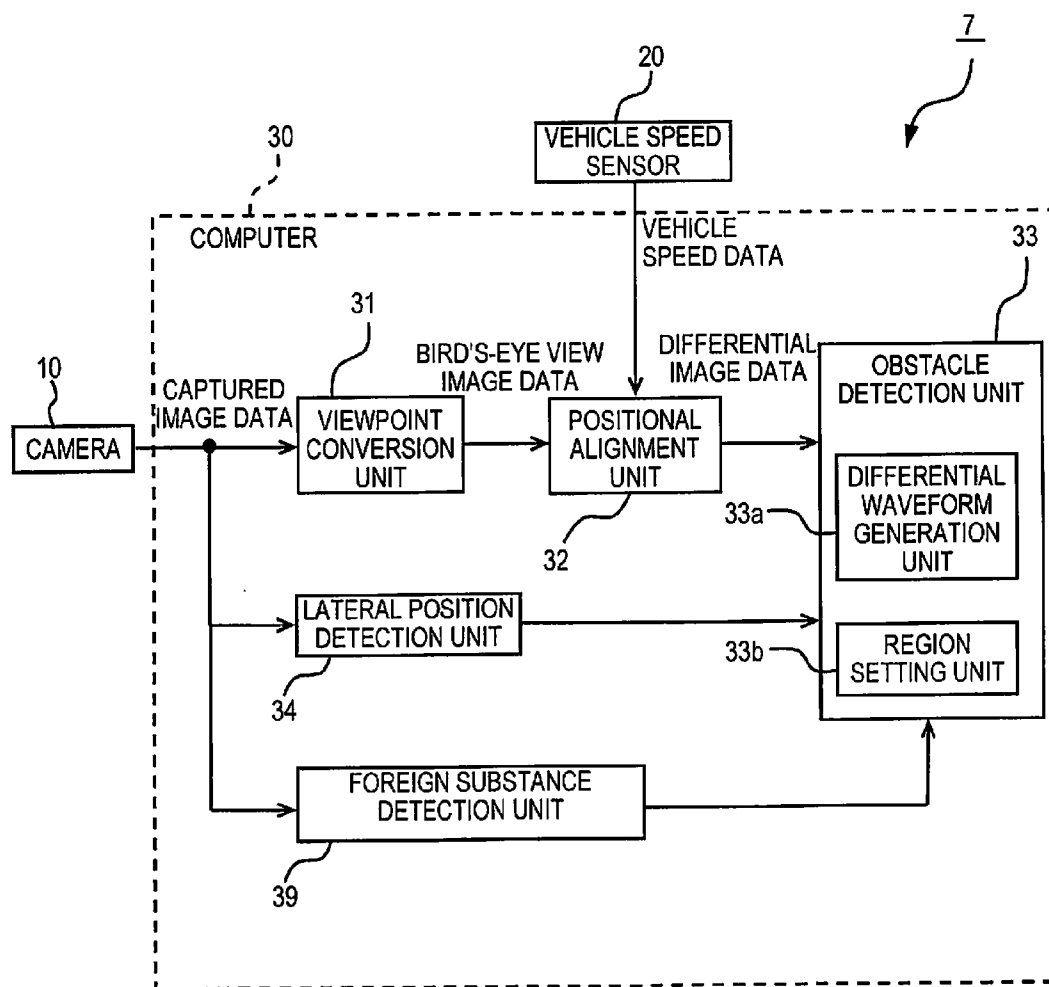 7
20
VEHICLE SPEED
SENSOR
30
COMPUTER
VEHICLE
SPEED DATA
33
31
10
CAPTURED
IMAGE DATA
BIRD'S-EYE VIEW
IMAGE DATA
DIFFERENTIAL
IMAGE DATA
OBSTACLE
DETECTION UNIT
CAMERA
VIEWPOINT
CONVERSION
UNIT
POSITIONAL
ALIGNMENT
UNIT
32
33a
DIFFERENTIAL
WAVEFORM
GENERATION
UNIT
LATERAL POSITION
DETECTION UNIT
34
33b
REGION
SETTING UNIT
FOREIGN SUBSTANCE
DETECTION UNIT
39